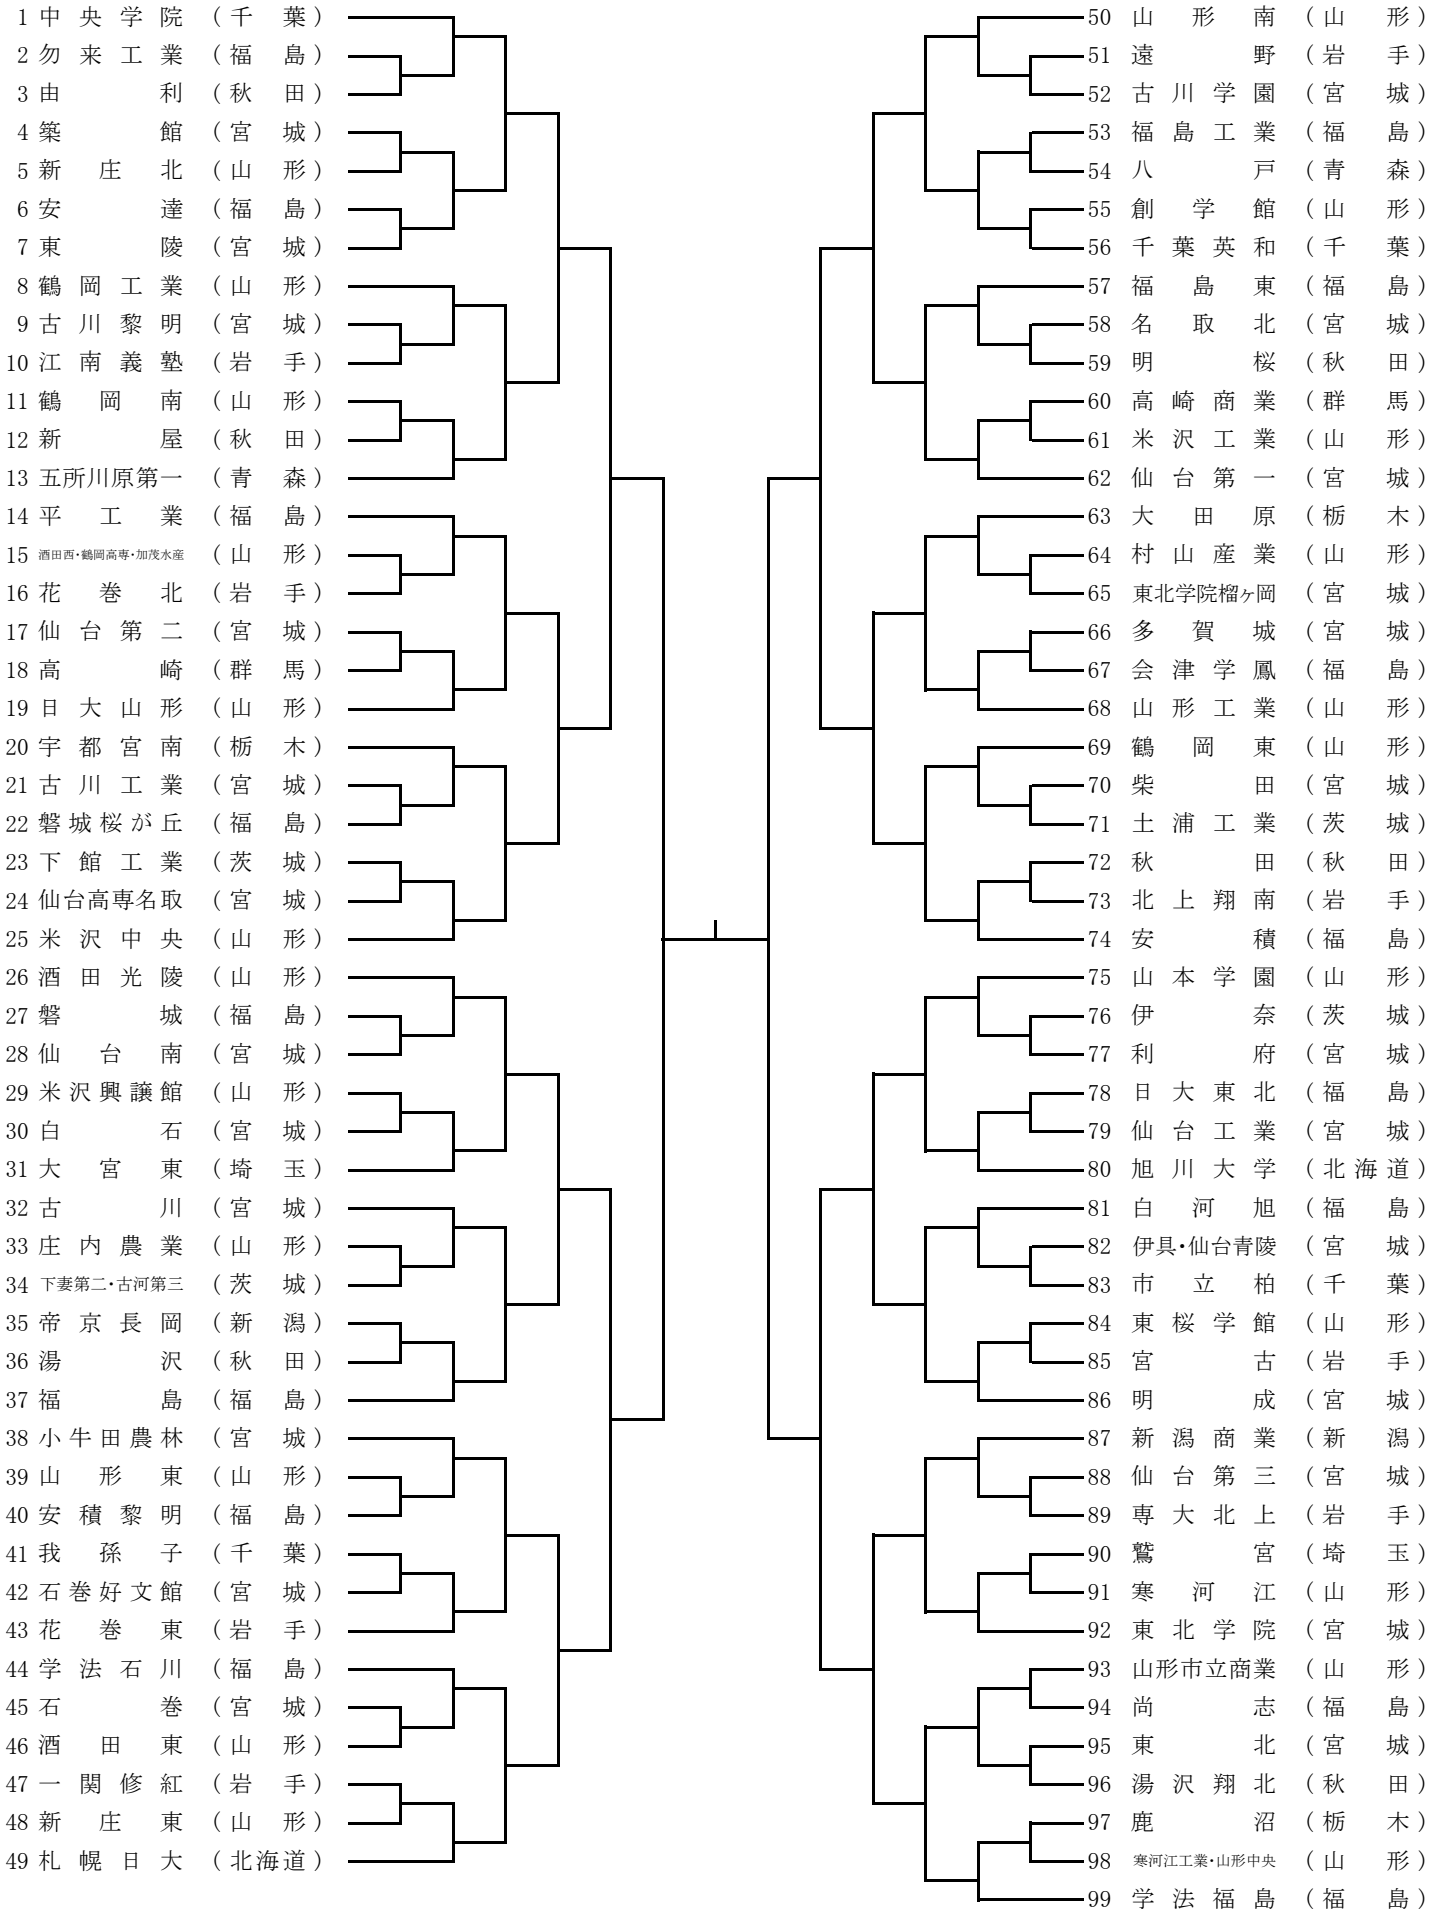 1 中央学院 (千葉)
2 勿来工業 (福島)
3 由利 (秋田)
4 築館 (宮城)
5 新庄北 (山形)
6 安達 (福島)
7 東陵 (宮城)
8 鶴岡工業 (山形)
9 古川黎明 (宮城)
10 江南義塾 (岩手)
11 鶴岡南 (山形)
12 新屋 (秋田)
13 五所川原第一 (青森)
14 平工業 (福島)
15 酒田西・鶴岡高専・加茂水産 (山形)
16 花巻北 (岩手)
17 仙台第二 (宮城)
18 高崎 (群馬)
19 日大山形 (山形)
20 宇都宮南 (栃木)
21 古川工業 (宮城)
22 磐城桜が丘 (福島)
23 下館工業 (茨城)
24 仙台高専名取 (宮城)
25 米沢中央 (山形)
26 酒田光陵 (山形)
27 磐城 (福島)
28 仙台南 (宮城)
29 米沢興譲館 (山形)
30 白石 (宮城)
31 大宮東 (埼玉)
32 古川 (宮城)
33 庄内農業 (山形)
34 下妻第二・古河第三 (茨城)
35 帝京長岡 (新潟)
36 湯沢 (秋田)
37 福島 (福島)
38 小牛田農林 (宮城)
39 山形東 (山形)
40 安積黎明 (福島)
41 我孫子 (千葉)
42 石巻好文館 (宮城)
43 花巻東 (岩手)
44 学法石川 (福島)
45 石巻 (宮城)
46 酒田東 (山形)
47 一関修紅 (岩手)
48 新庄東 (山形)
49 札幌日大 (北海道)
50 山形南 (山形)
51 遠野 (岩手)
52 古川学園 (宮城)
53 福島工業 (福島)
54 八戸 (青森)
55 創学館 (山形)
56 千葉英和 (千葉)
57 福島東 (福島)
58 名取北 (宮城)
59 明桜 (秋田)
60 高崎商業 (群馬)
61 米沢工業 (山形)
62 仙台第一 (宮城)
63 大田原 (栃木)
64 村山産業 (山形)
65 東北学院榴ヶ岡 (宮城)
66 多賀城 (宮城)
67 会津学鳳 (福島)
68 山形工業 (山形)
69 鶴岡東 (山形)
70 柴田 (宮城)
71 土浦工業 (茨城)
72 秋田 (秋田)
73 北上翔南 (岩手)
74 安積 (福島)
75 山本学園 (山形)
76 伊奈 (茨城)
77 利府 (宮城)
78 日大東北 (福島)
79 仙台工業 (宮城)
80 旭川大学 (北海道)
81 白河旭 (福島)
82 伊具・仙台青陵 (宮城)
83 市立柏 (千葉)
84 東桜学館 (山形)
85 宮古 (岩手)
86 明成 (宮城)
87 新潟商業 (新潟)
88 仙台第三 (宮城)
89 専大北上 (岩手)
90 鷲宮 (埼玉)
91 寒河江 (山形)
92 東北学院 (宮城)
93 山形市立商業 (山形)
94 尚志 (福島)
95 東北 (宮城)
96 湯沢翔北 (秋田)
97 鹿沼 (栃木)
98 寒河江工業・山形中央 (山形)
99 学法福島 (福島)